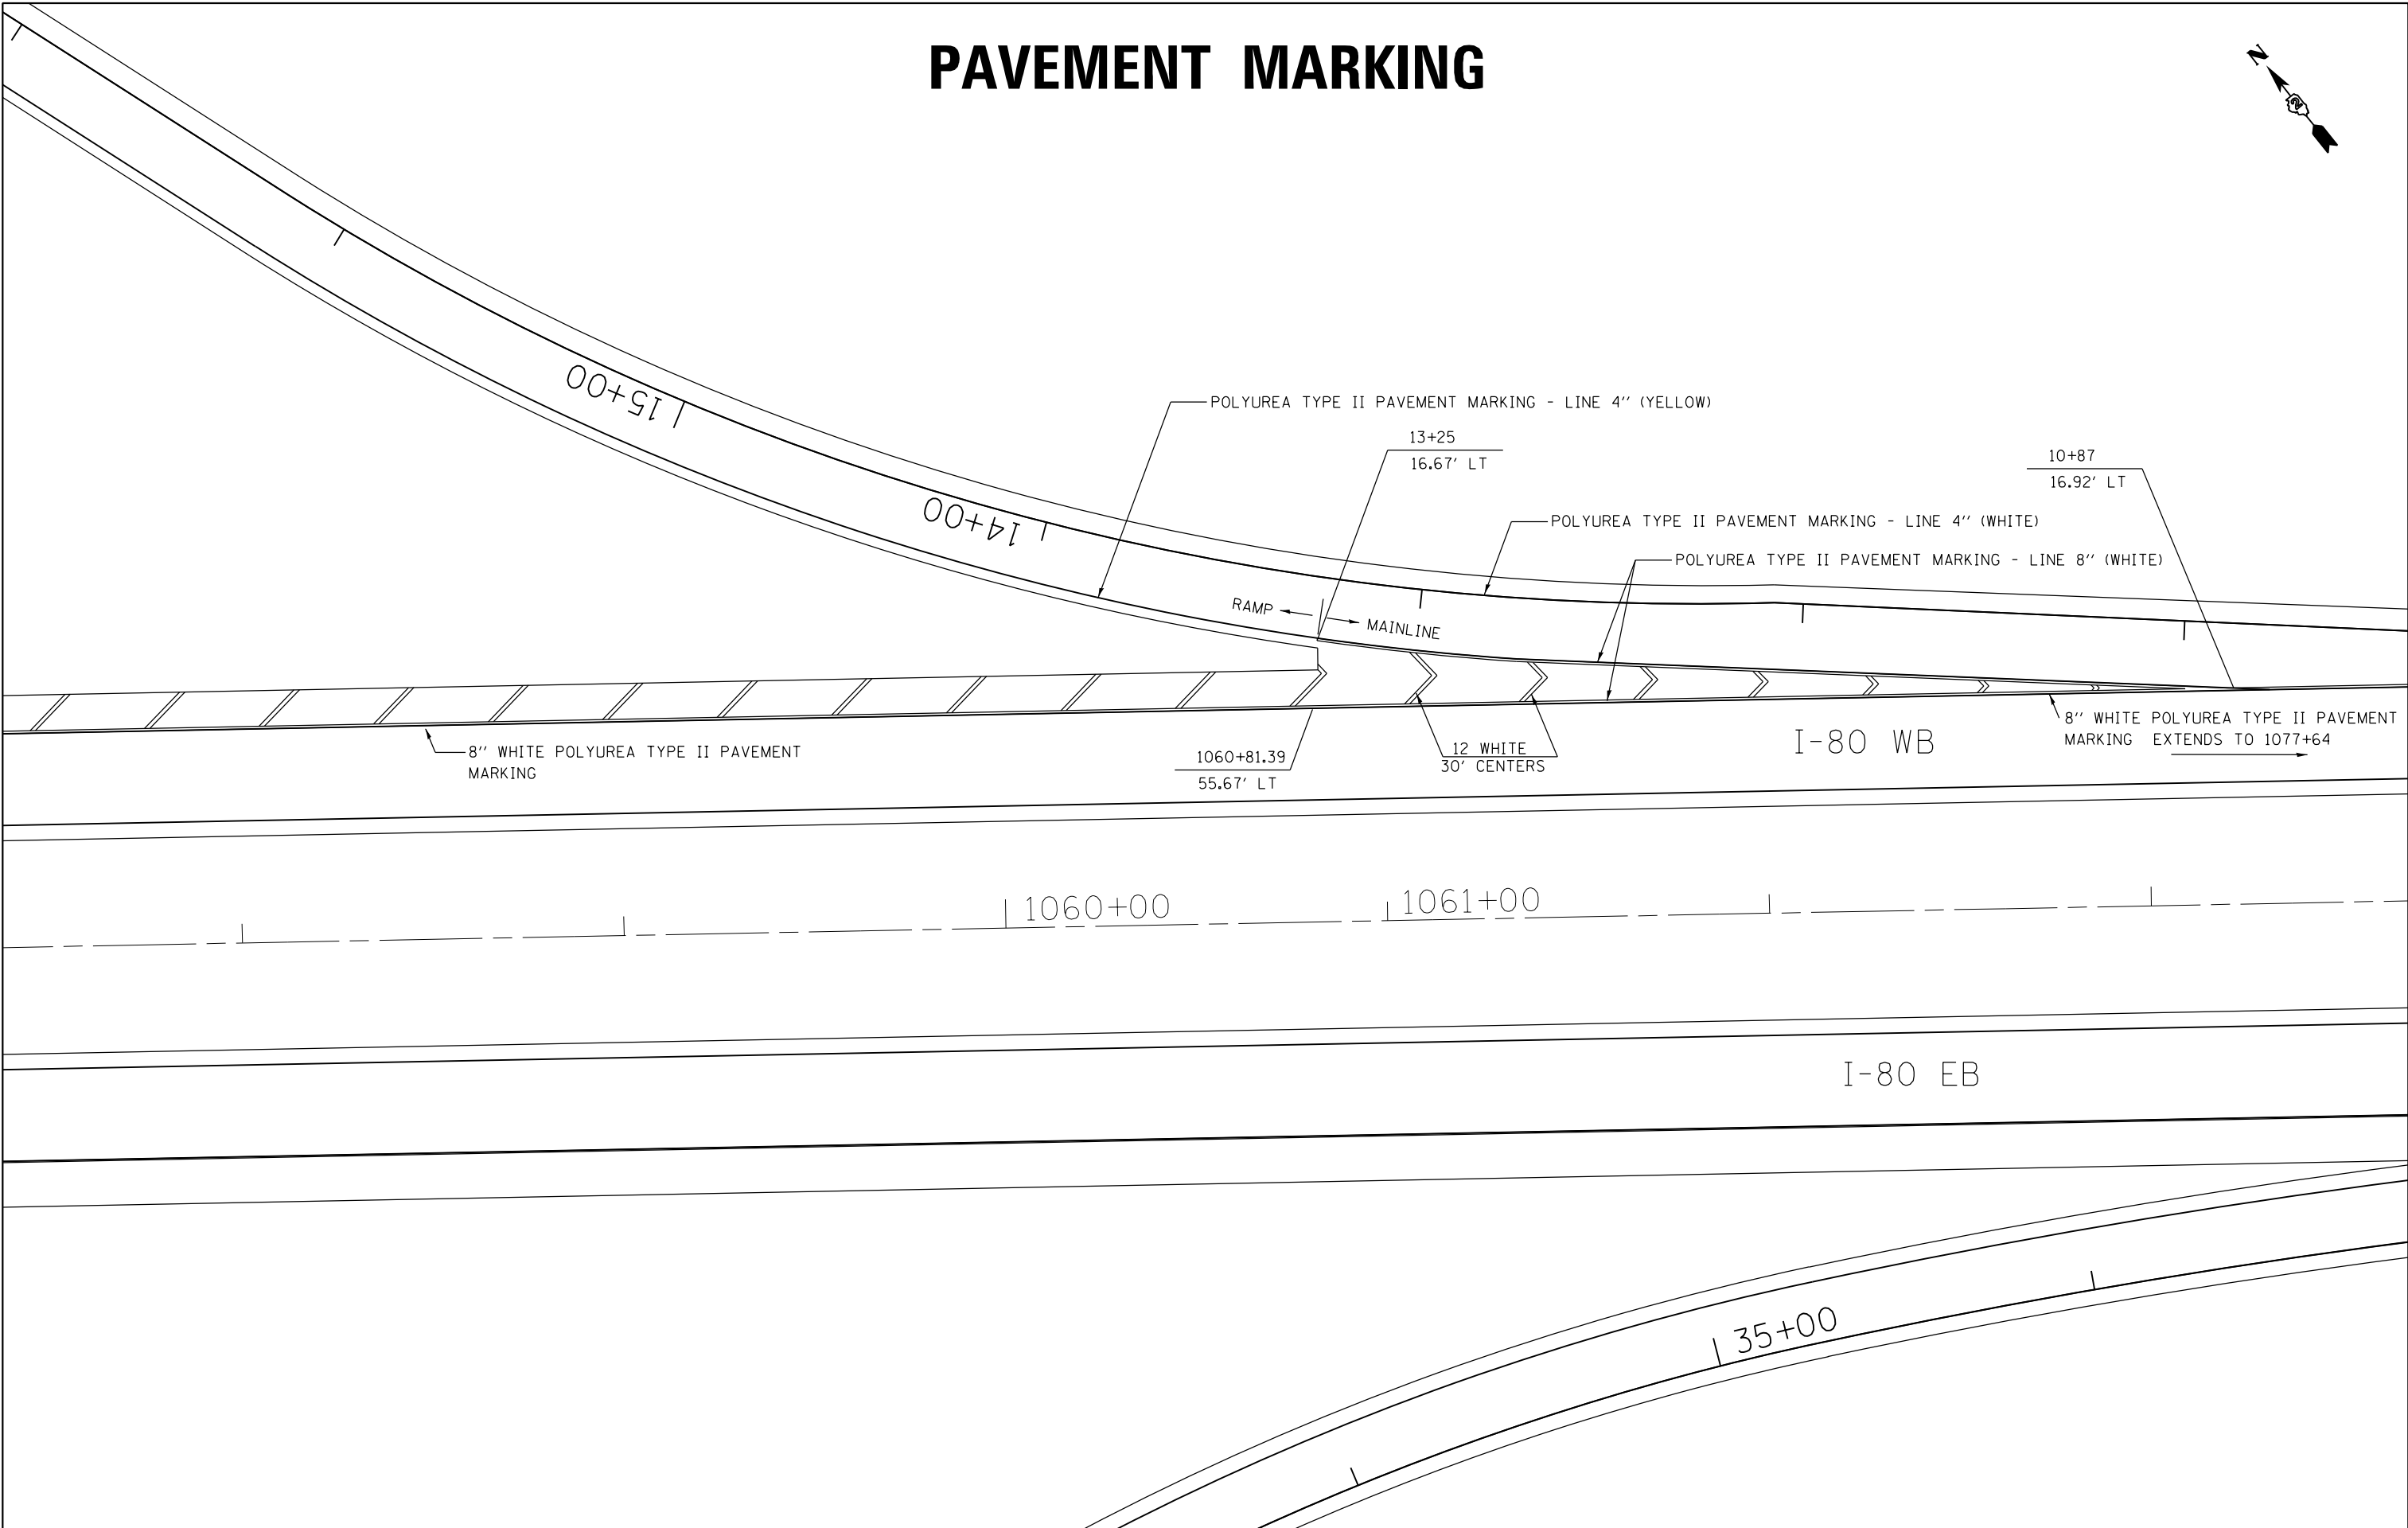 PAVEMENT MARKING
N
2
15+00
POLYUREA TYPE II PAVEMENT MARKING - LINE 4'' (YELLOW)
13+25
16.67' LT
10+87
16.92' LT
14+00
POLYUREA TYPE II PAVEMENT MARKING - LINE 4'' (WHITE)
POLYUREA TYPE II PAVEMENT MARKING - LINE 8'' (WHITE)
RAMP
MAINLINE
8'' WHITE POLYUREA TYPE II PAVEMENT
MARKING
1060+81.39
55.67' LT
12 WHITE
30' CENTERS
I-80 WB
8'' WHITE POLYUREA TYPE II PAVEMENT
MARKING EXTENDS TO 1077+64
1060+00
1061+00
I-80 EB
35+00